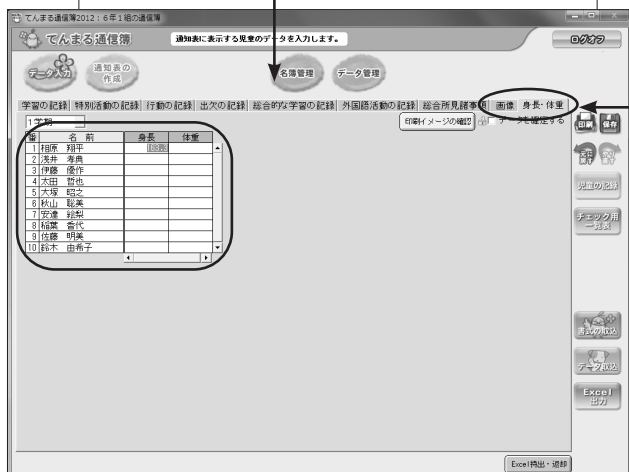 てんまる通信簿2012：6年1組の通信簿
てんまる通信簿
通知表に表示する児童のデータを入力します。
ログオフ
データ入力
通知表の作成
名簿管理
データ管理
学習の記録 特別活動の記録 行動の記録 出欠の記録 総合的な学習の記録 外国語活動の記録 総合所見諸事項 画像 身長・体重
1学期
印刷イメージの確認
データを確定する
印刷 保存
番 名 前 身長 体重
1 相原 翔平
2 浅井 孝典
3 伊藤 優作
4 太田 哲也
5 大塚 昭之
6 秋山 聡美
7 安達 絵梨
8 稲葉 香代
9 佐藤 明美
10 鈴木 由希子
元に戻す
児童の記録
チェック用一覧表
書式の取込
データ取込
Excel出力
Excel持出・返却